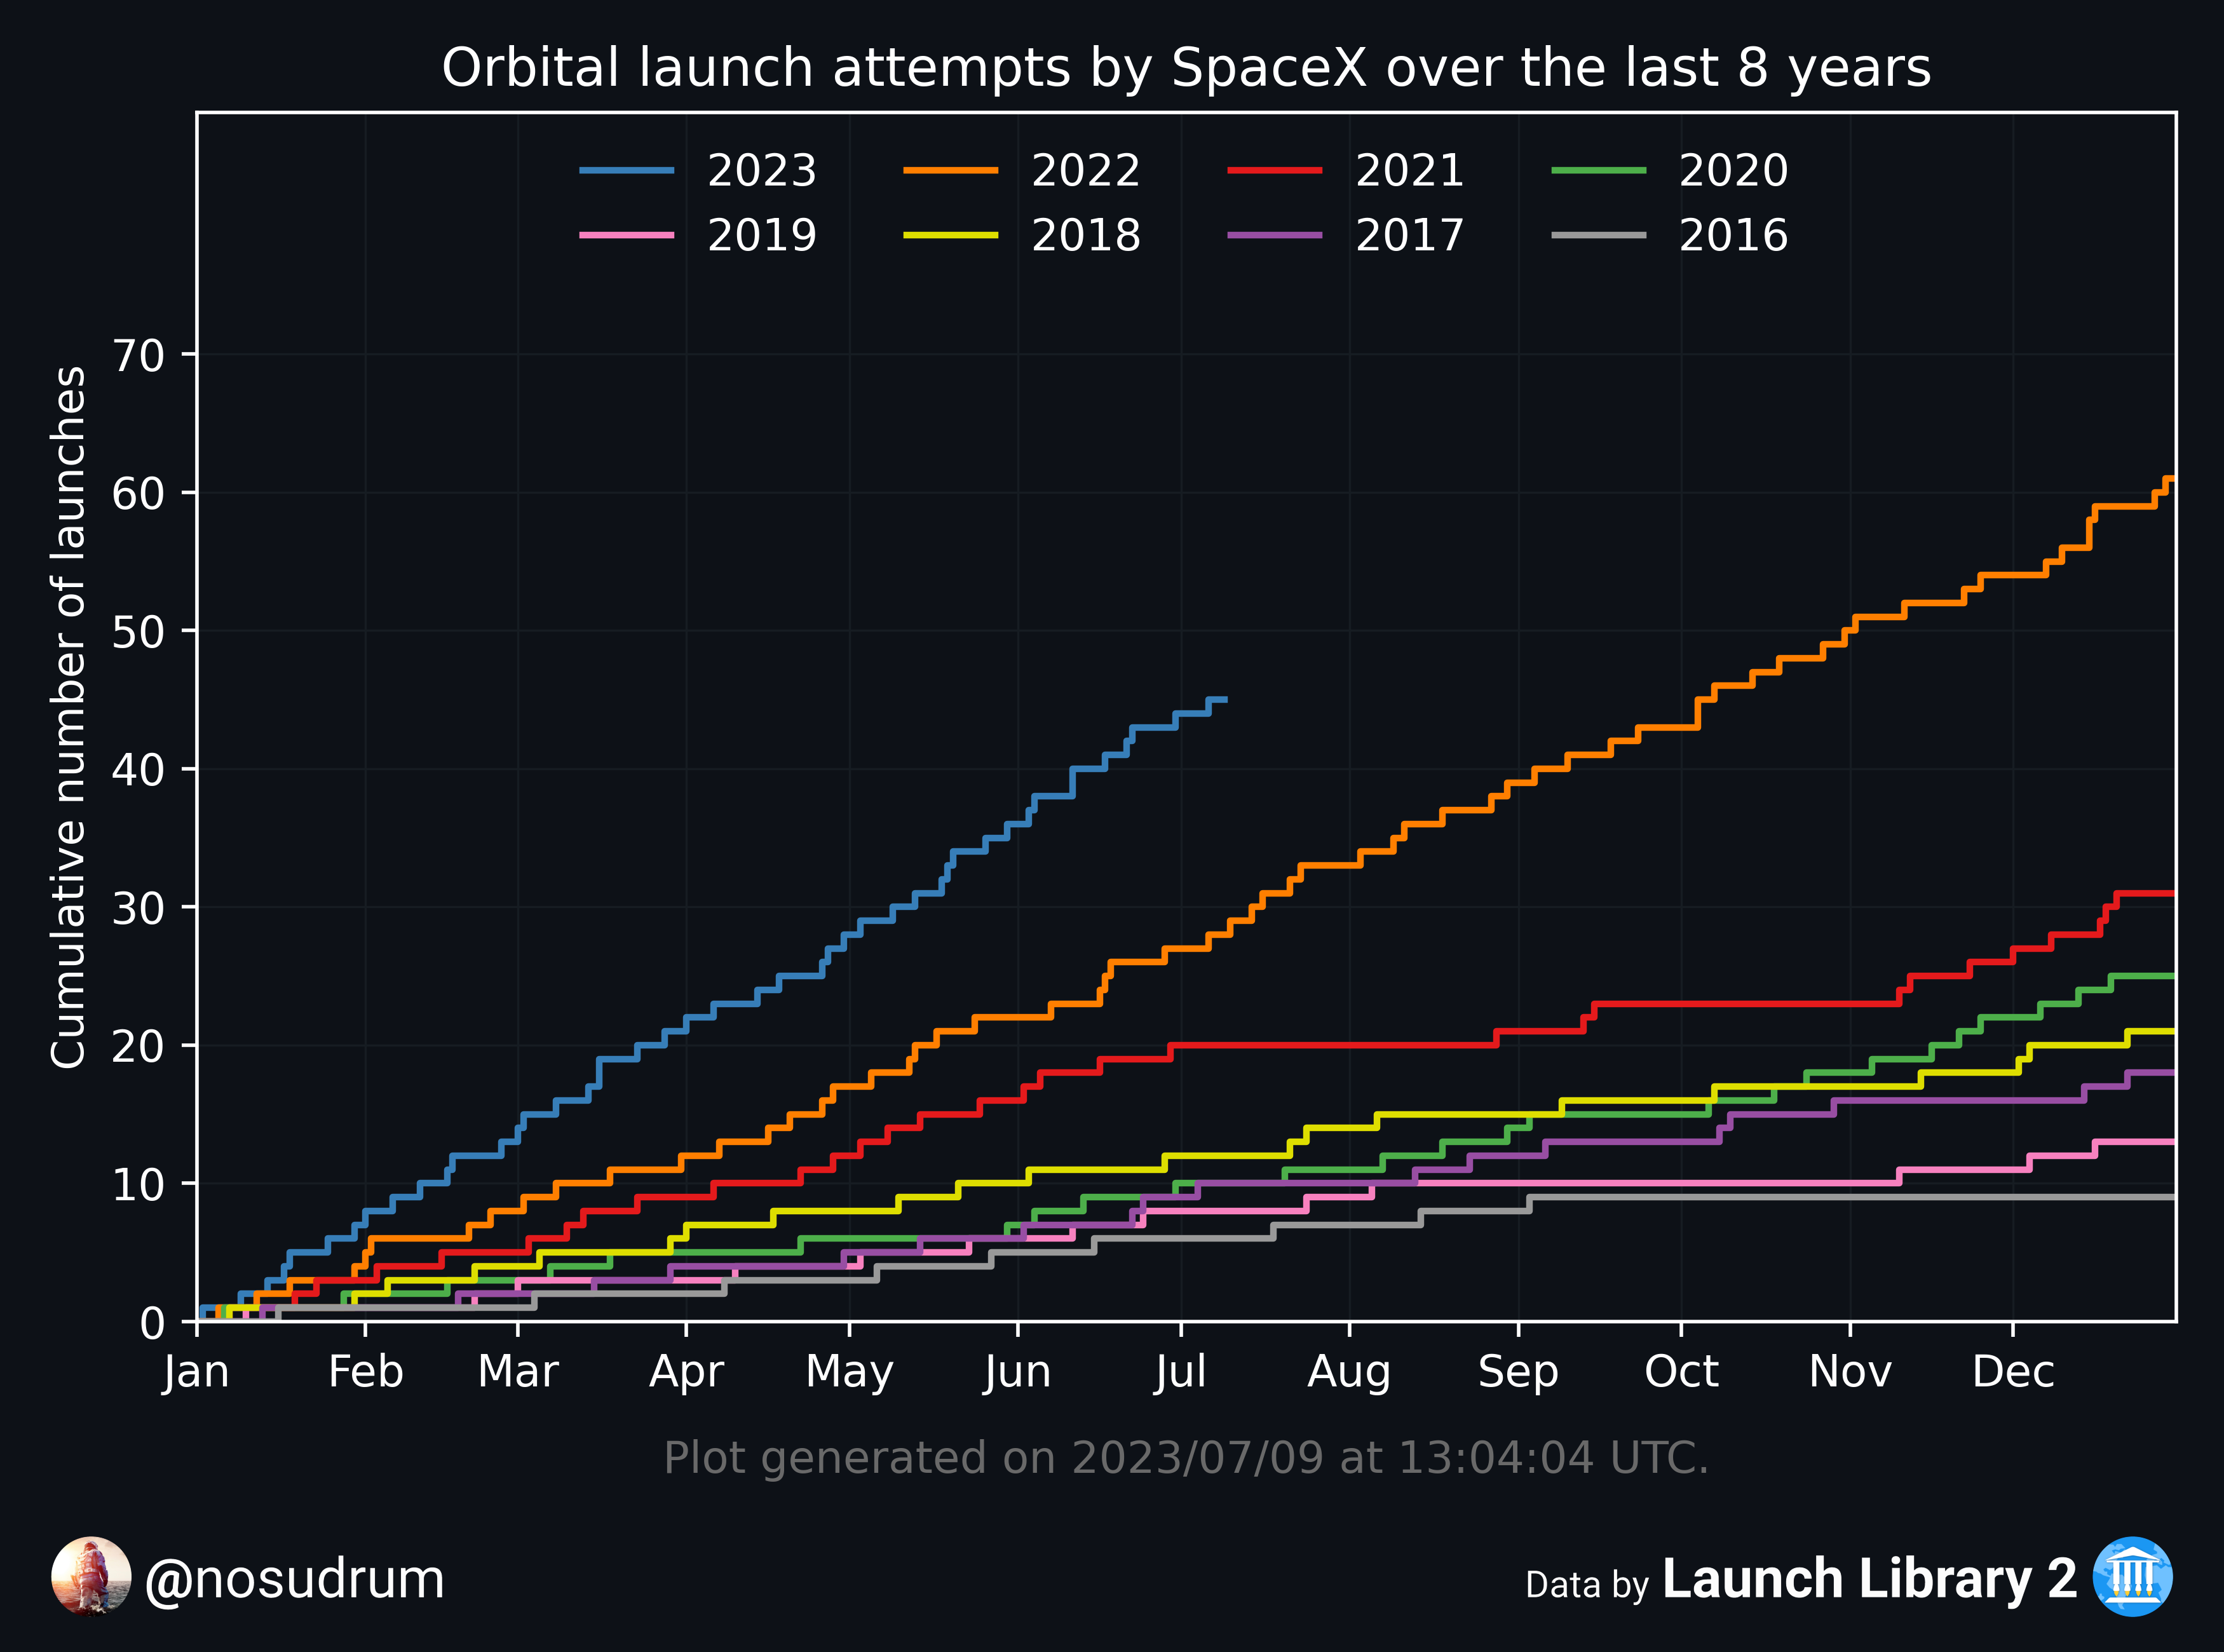 Orbital launch attempts by SpaceX over the last 8 years
2023 2022 2021 2020
2019 2018 2017 2016
Cumulative number of launches
70
60
50
40
30
20
10
0
Jan Feb Mar Apr May Jun Jul Aug Sep Oct Nov Dec
Plot generated on 2023/07/09 at 13:04:04 UTC.
@nosudrum
Data by Launch Library 2